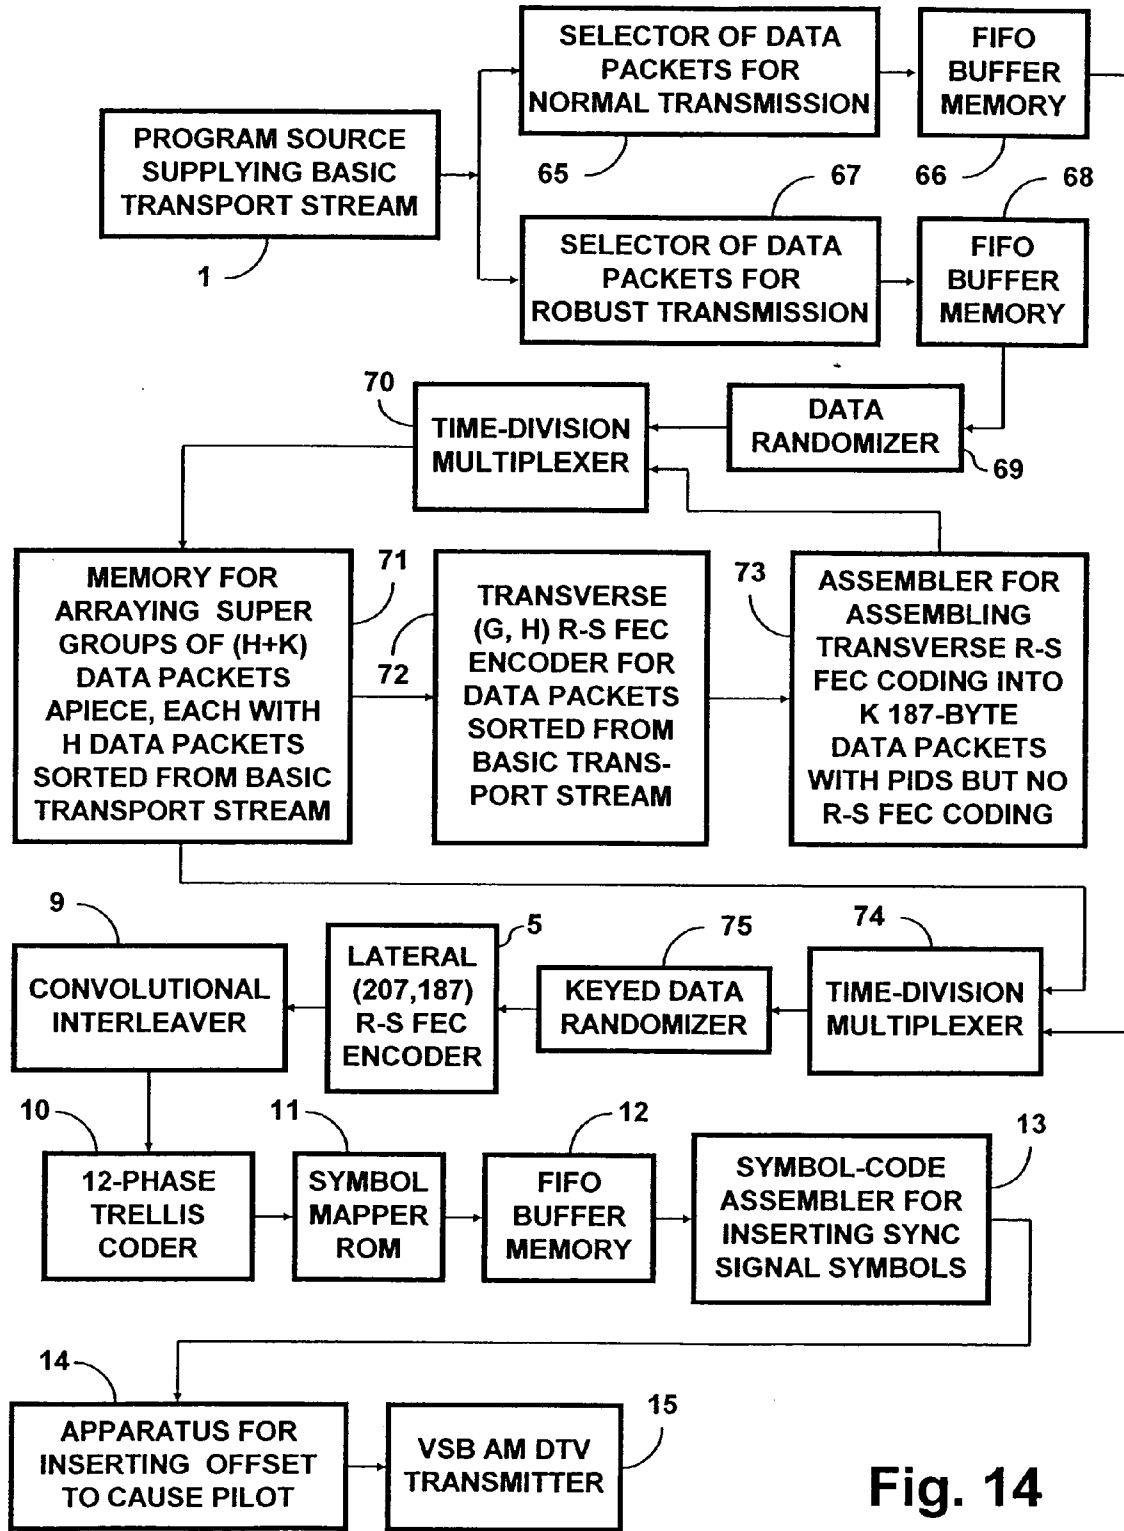 PROGRAM SOURCE
SUPPLYING BASIC
TRANSPORT STREAM
1
SELECTOR OF DATA
PACKETS FOR
NORMAL TRANSMISSION
65
FIFO
BUFFER
MEMORY
66
67
SELECTOR OF DATA
PACKETS FOR
ROBUST TRANSMISSION
68
FIFO
BUFFER
MEMORY
70
TIME-DIVISION
MULTIPLEXER
DATA
RANDOMIZER
69
71
MEMORY FOR
ARRAYING SUPER
GROUPS OF (H+K)
DATA PACKETS
APIECE, EACH WITH
H DATA PACKETS
SORTED FROM BASIC
TRANSPORT STREAM
72
TRANSVERSE
(G, H) R-S FEC
ENCODER FOR
DATA PACKETS
SORTED FROM
BASIC TRANS-
PORT STREAM
73
ASSEMBLER FOR
ASSEMBLING
TRANSVERSE R-S
FEC CODING INTO
K 187-BYTE
DATA PACKETS
WITH PIDS BUT NO
R-S FEC CODING
9
CONVOLUTIONAL
INTERLEAVER
5
LATERAL
(207,187)
R-S FEC
ENCODER
75
KEYED DATA
RANDOMIZER
74
TIME-DIVISION
MULTIPLEXER
10
12-PHASE
TRELLIS
CODER
11
SYMBOL
MAPPER
ROM
12
FIFO
BUFFER
MEMORY
13
SYMBOL-CODE
ASSEMBLER FOR
INSERTING SYNC
SIGNAL SYMBOLS
14
APPARATUS FOR
INSERTING OFFSET
TO CAUSE PILOT
15
VSB AM DTV
TRANSMITTER
Fig. 14